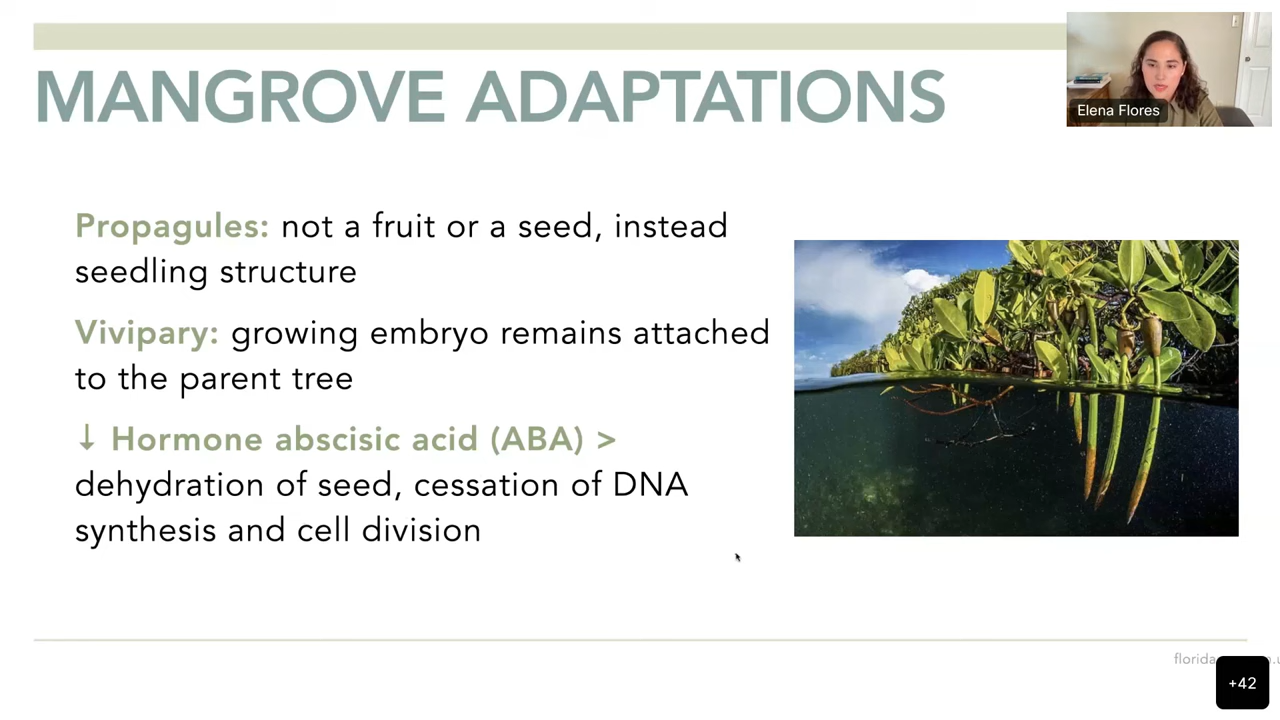 MANGROVE ADAPTATIONS
Elena Flores
Propagules: not a fruit or a seed, instead
seedling structure
Vivipary: growing embryo remains attached
to the parent tree
↓ Hormone abscisic acid (ABA) >
dehydration of seed, cessation of DNA
synthesis and cell division
+42